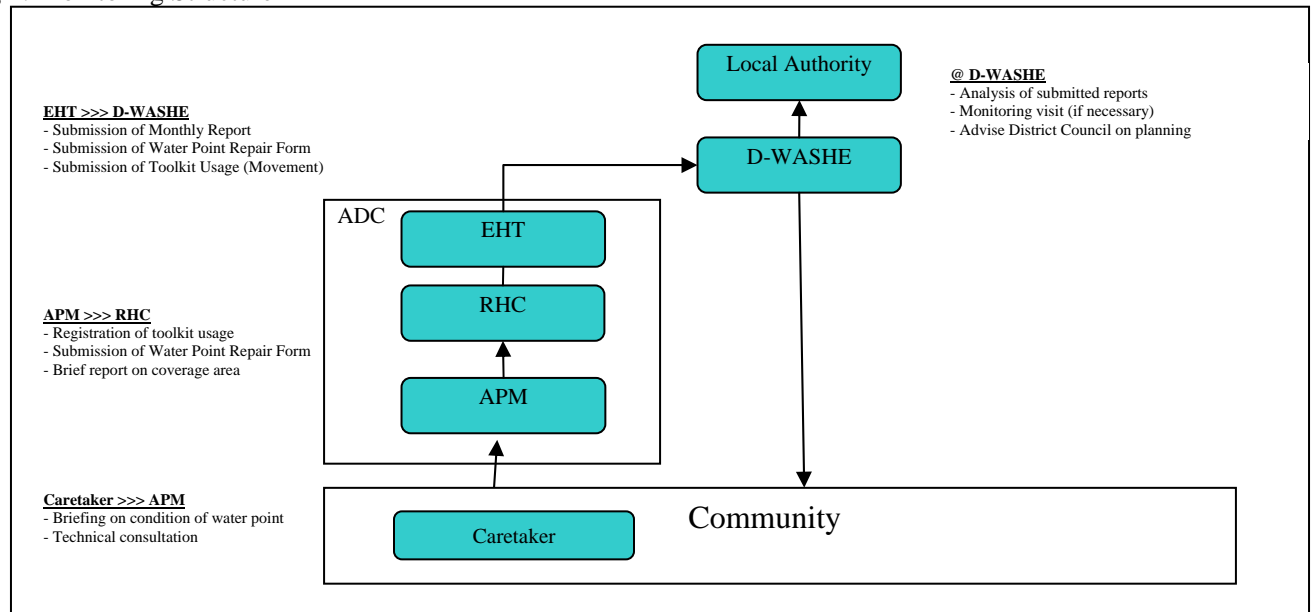 Local Authority
@ D-WASHE
- Analysis of submitted reports
- Monitoring visit (if necessary)
- Advise District Council on planning
EHT >>> D-WASHE
- Submission of Monthly Report
- Submission of Water Point Repair Form
- Submission of Toolkit Usage (Movement)
D-WASHE
ADC
EHT
RHC
APM >>> RHC
- Registration of toolkit usage
- Submission of Water Point Repair Form
- Brief report on coverage area
APM
Caretaker >>> APM
- Briefing on condition of water point
- Technical consultation
Community
Caretaker